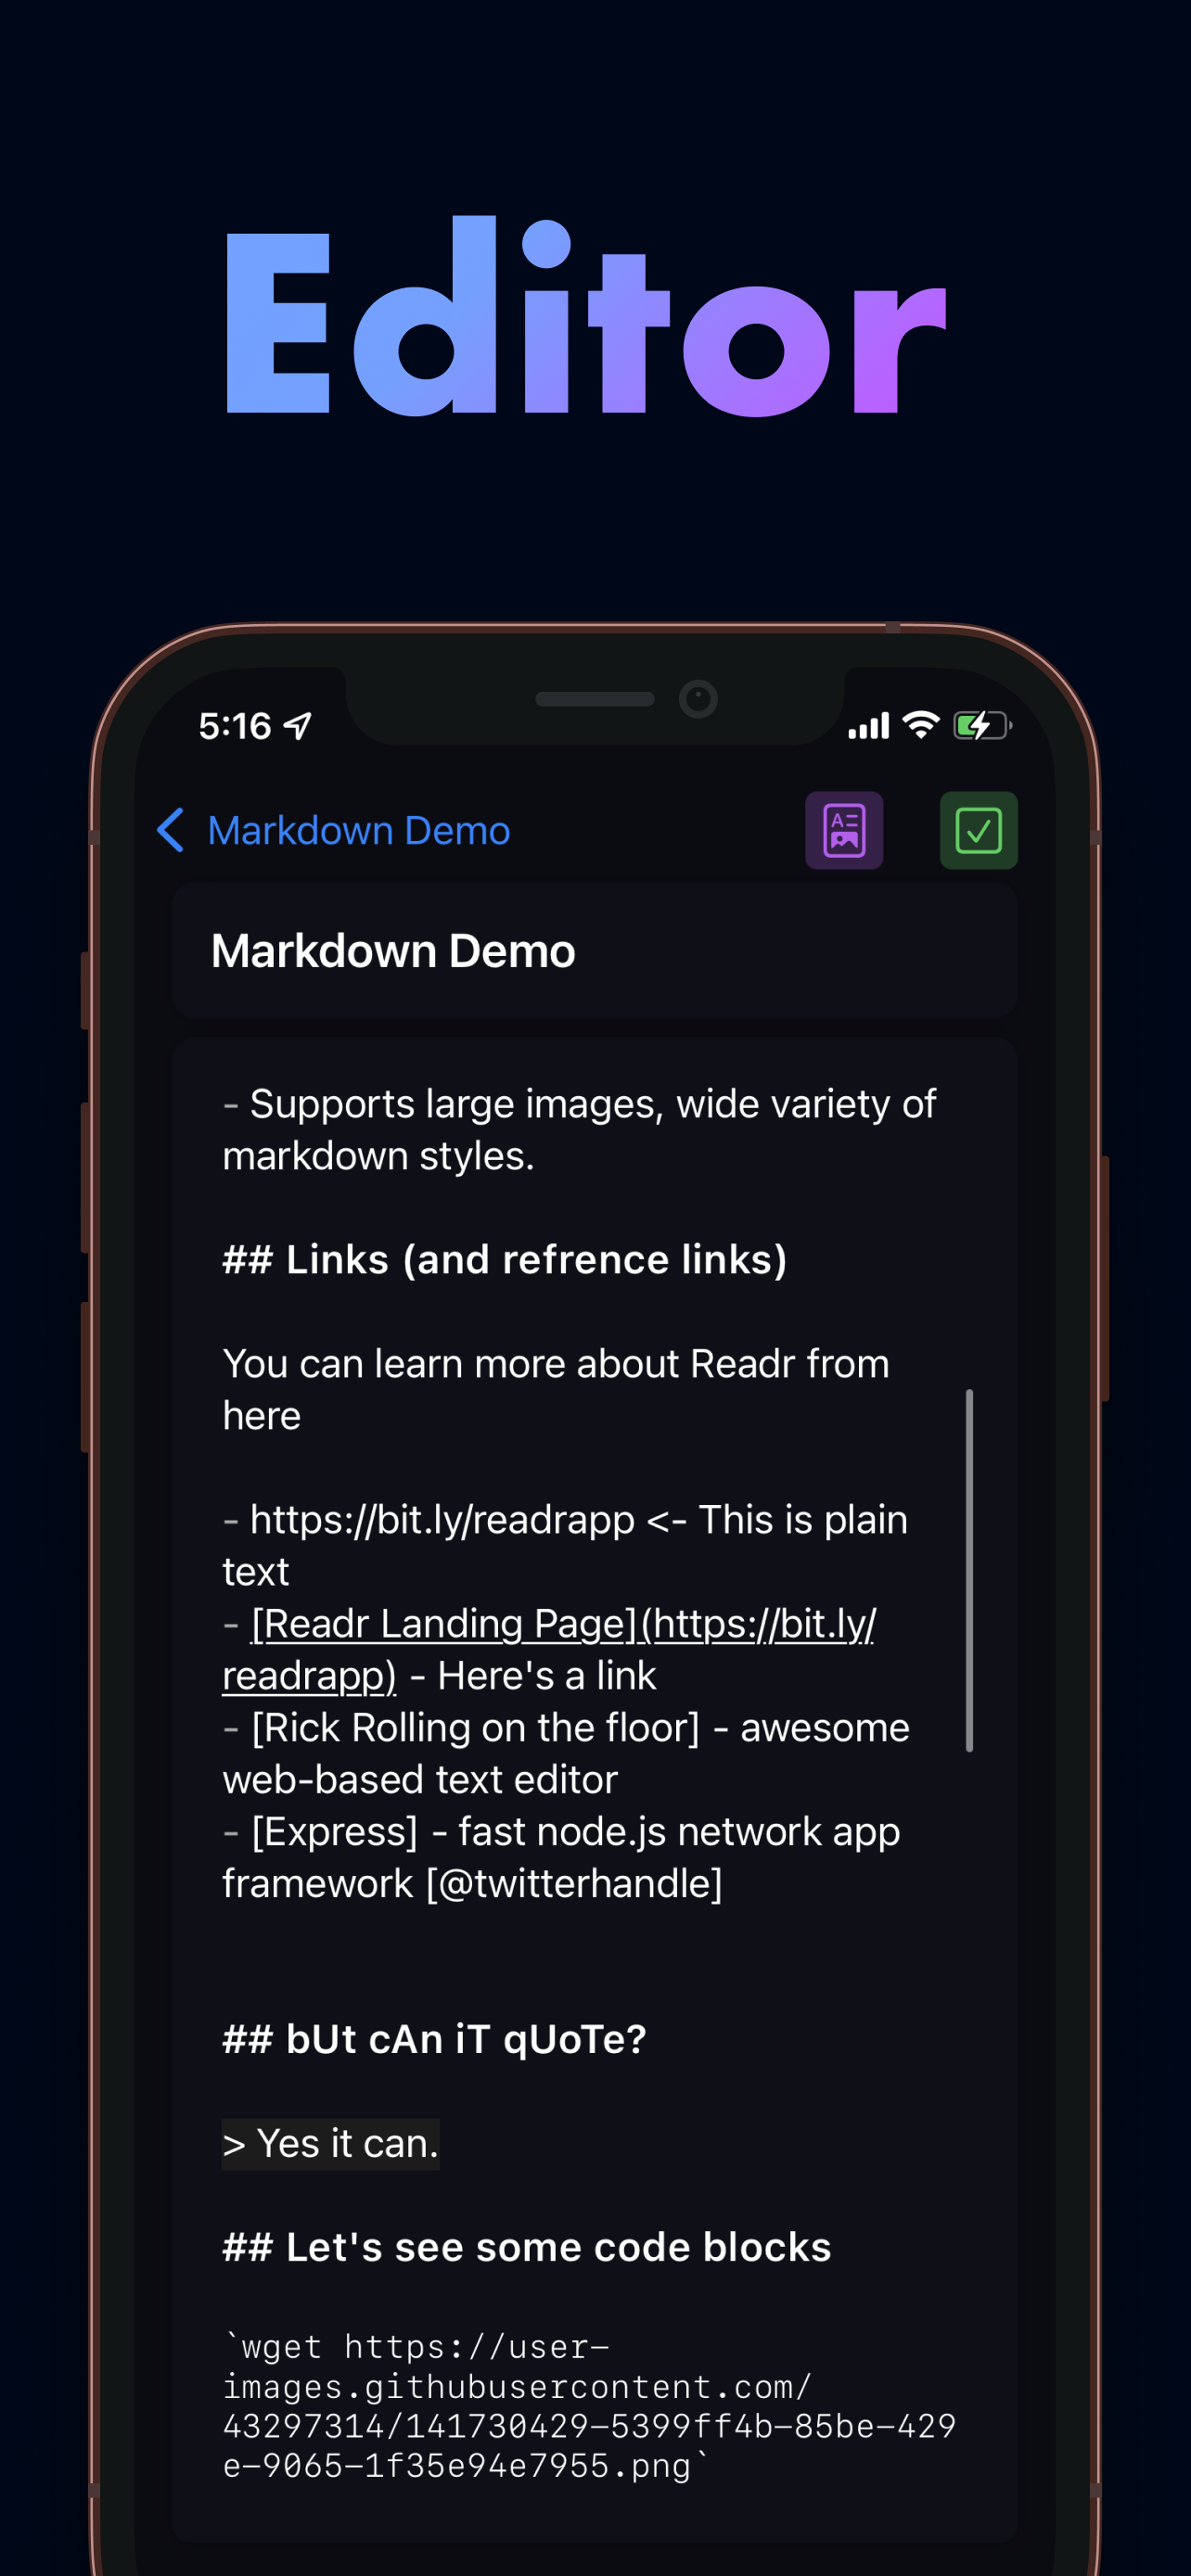 Editor
5:16
Markdown Demo
A
Markdown Demo
- Supports large images, wide variety of
markdown styles.
## Links (and refrence links)
You can learn more about Readr from
here
- https://bit.ly/readrapp <- This is plain
text
- [Readr Landing Page](https://bit.ly/
readrapp) - Here's a link
- [Rick Rolling on the floor] - awesome
web-based text editor
- [Express] - fast node.js network app
framework [@twitterhandle]
## bUt cAn iT qUoTe?
> Yes it can.
## Let's see some code blocks
`wget https://user-
images.githubusercontent.com/
43297314/141730429-5399ff4b-85be-429
e-9065-1f35e94e7955.png`